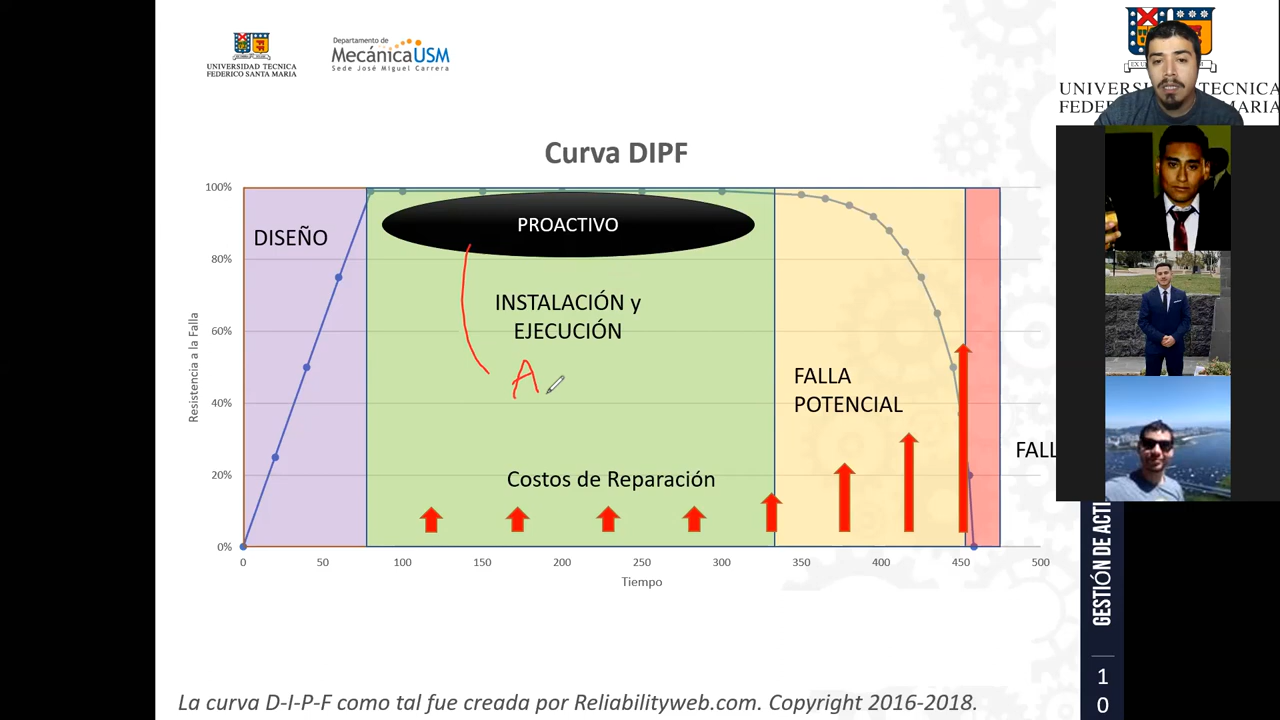 UNIVERSIDAD TECNICA
FEDERICO SANTA MARIA
Departamento de
MecánicaUSM
Sede José Miguel Carrera
UNIVERS TECNICA
FEDE MARIA
Curva DIPF
100%
80%
60%
40%
20%
0%
Resistencia a la Falla
DISEÑO
PROACTIVO
INSTALACIÓN y
EJECUCIÓN
A
Costos de Reparación
FALLA
POTENCIAL
FALL
0 50 100 150 200 250 300 350 400 450 500
Tiempo
GESTIÓN DE ACTI
1
0
La curva D-I-P-F como tal fue creada por Reliabilityweb.com. Copyright 2016-2018.